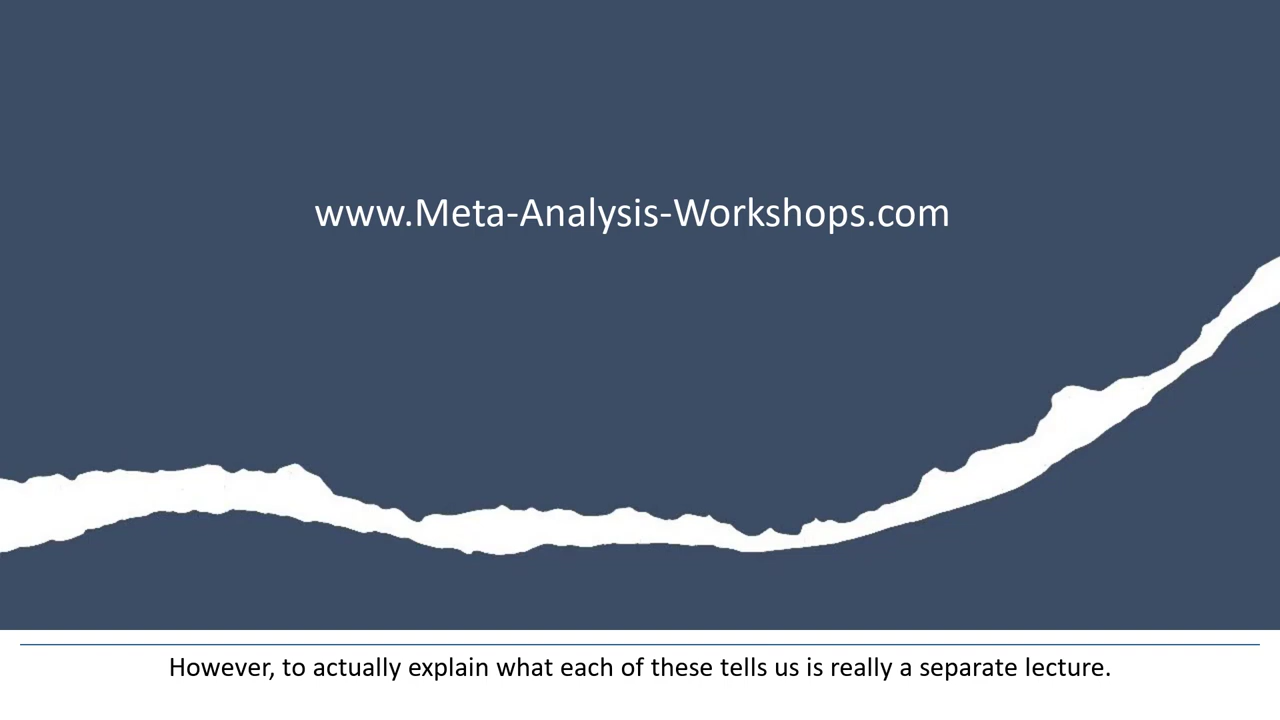 www.Meta-Analysis-Workshops.com
However, to actually explain what each of these tells us is really a separate lecture.